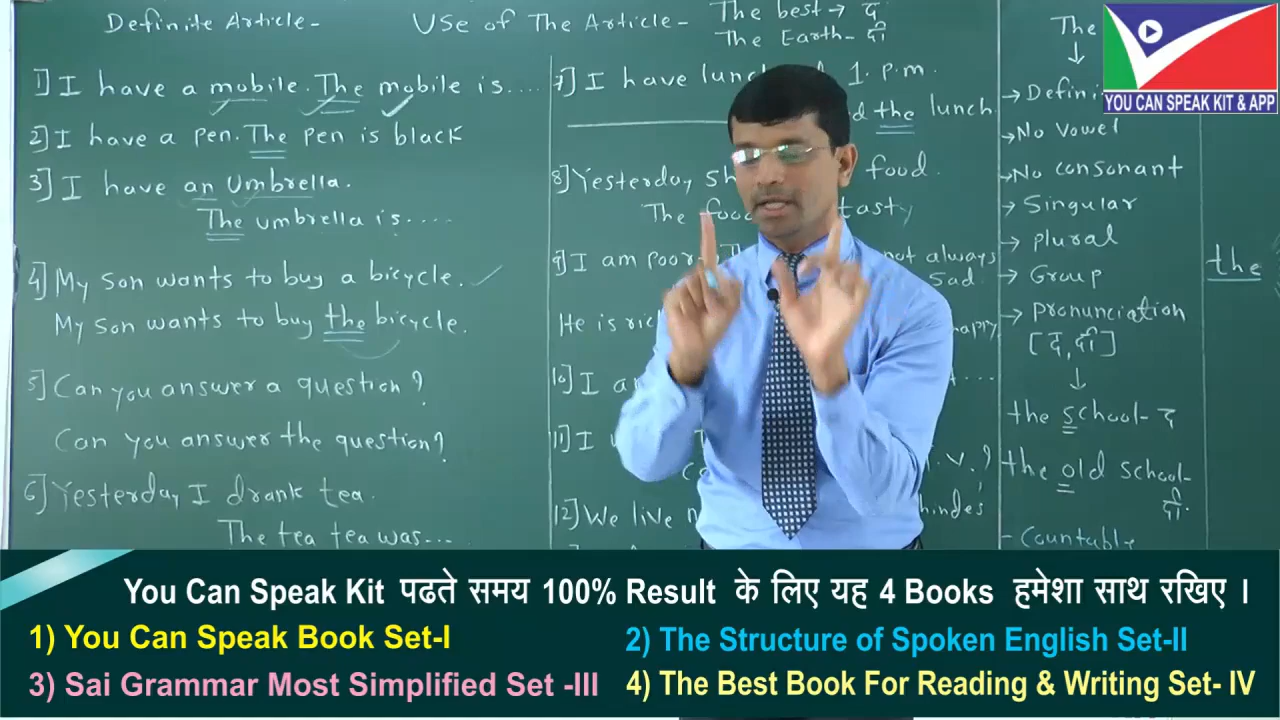 Definite Article-
Use of The Article-
The best→ द
The Earth- दी
1] I have a mobile. The mobile is....
2] I have a pen. The pen is black
3] I have an Umbrella.
The umbrella is.....
4] My son wants to buy a bicycle.
My son wants to buy the bicycle.
5] Can you answer a question?
Can you answer the question?
6] Yesterday I drank tea.
The tea tea was...
7] I have lunch 1. p.m.
the lunch.
8] Yesterday food.
The tasty
9] I am poor not always
sad
He is
10] I
11] I T.V.?
12] We live
The
↓
→
→ No vowel
→ No consonant
→ Singular
→ plural
→ Group
→ pronunciation
[द, दी]
↓
the school- द
the old school-
दी.
- Countable
the
YOU CAN SPEAK KIT & APP
You Can Speak Kit पढते समय 100% Result के लिए यह 4 Books हमेशा साथ रखिए ।
1) You Can Speak Book Set-I
2) The Structure of Spoken English Set-II
3) Sai Grammar Most Simplified Set -III
4) The Best Book For Reading & Writing Set- IV